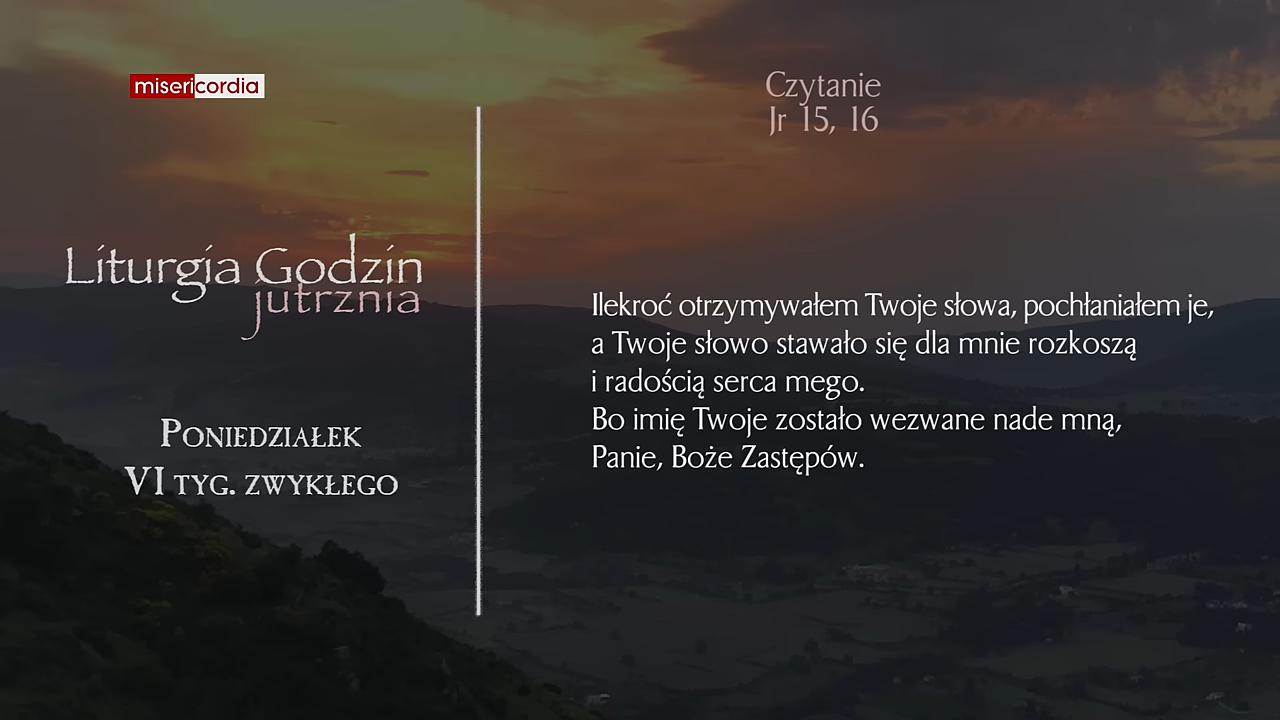 misericordia
Liturgia Godzin
jutrznia
Poniedziałek
VI tyg. zwykłego
Czytanie
Jr 15, 16
Ilekroć otrzymywałem Twoje słowa, pochłaniałem je,
a Twoje słowo stawało się dla mnie rozkoszą
i radością serca mego.
Bo imię Twoje zostało wezwane nade mną,
Panie, Boże Zastępów.